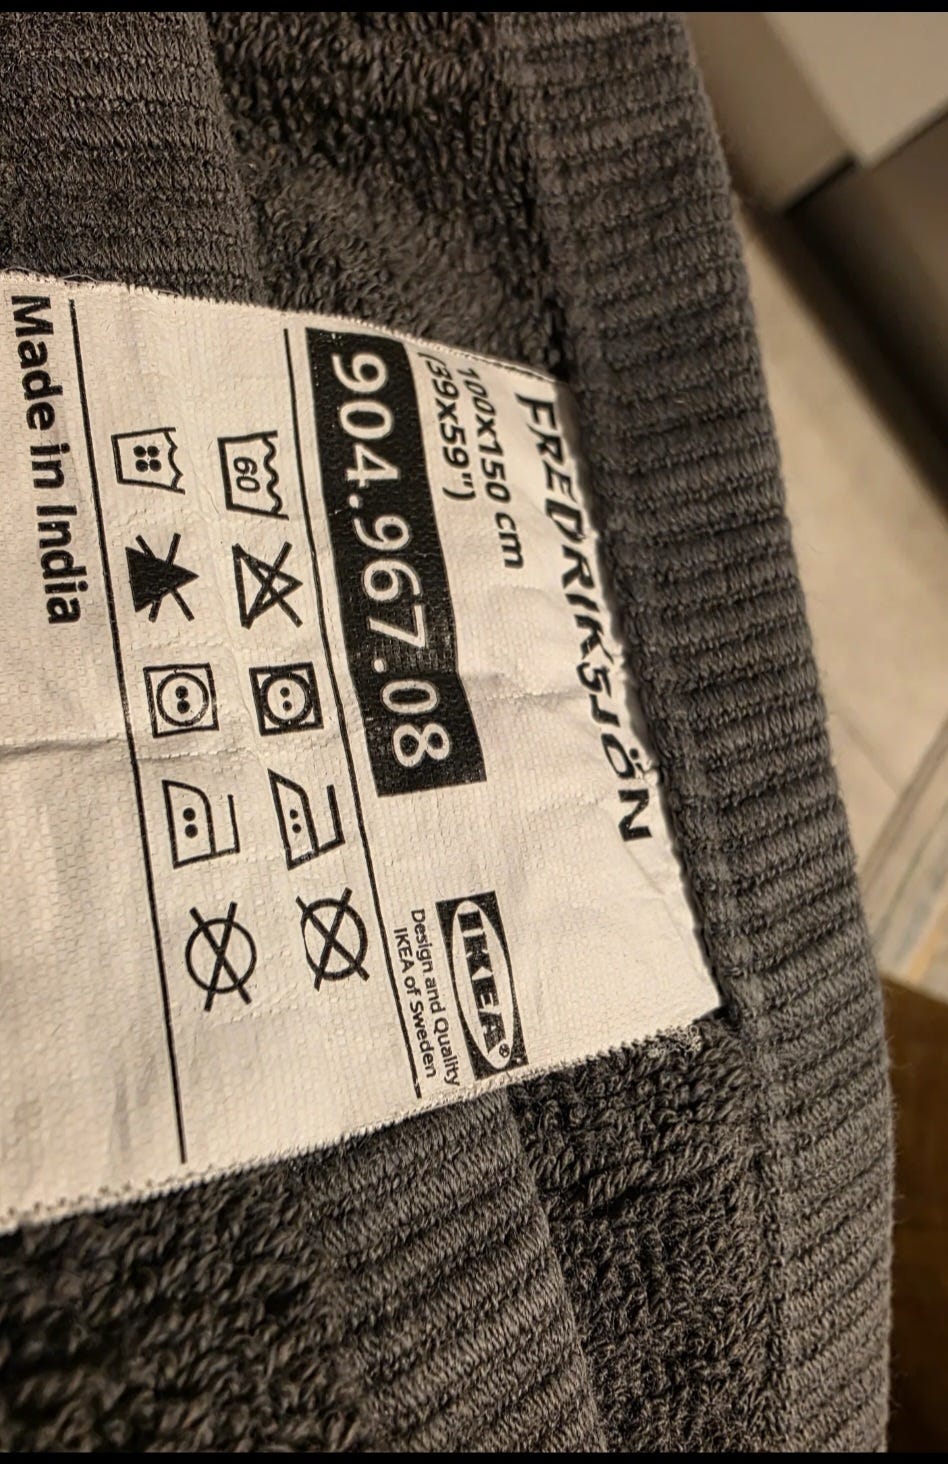 FREDRIKSJÖN
100x150 cm
(39x59")
904.967.08
IKEA®
Design and Quality
IKEA of Sweden
60
Made in India